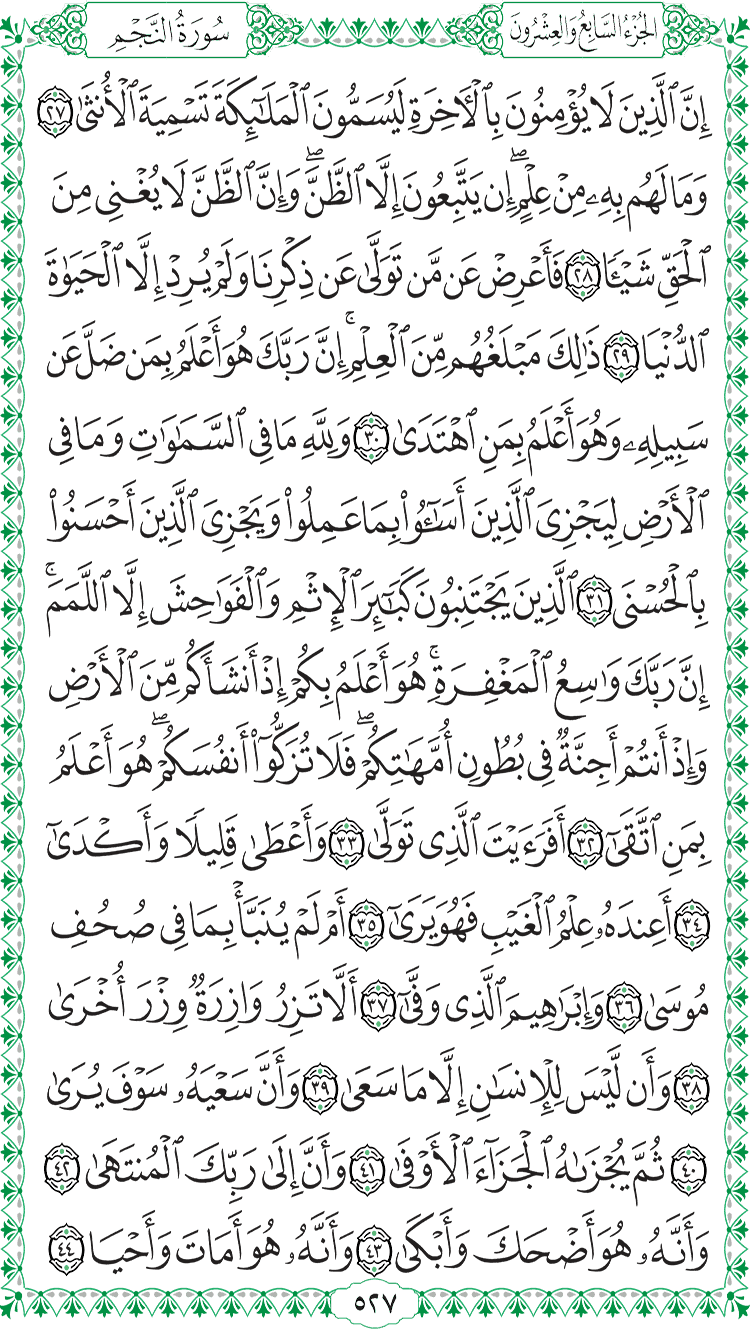 الجُزْءُ السَّابِعُ وَالعِشْرُونَ
سُورَةُ النَّجْمِ
إِنَّ ٱلَّذِينَ لَا يُؤْمِنُونَ بِٱلْأَخِرَةِ لَيُسَمُّونَ ٱلْمَلَٰٓئِكَةَ تَسْمِيَةَ ٱلْأُنثَىٰ ٢٧
وَمَا لَهُم بِهِۦ مِنْ عِلْمٍ ۖ إِن يَتَّبِعُونَ إِلَّا ٱلظَّنَّ ۖ وَإِنَّ ٱلظَّنَّ لَا يُغْنِى مِنَ
ٱلْحَقِّ شَيْـًٔا ٢٨ فَأَعْرِضْ عَن مَّن تَوَلَّىٰ عَن ذِكْرِنَا وَلَمْ يُرِدْ إِلَّا ٱلْحَيَوٰةَ
ٱلدُّنْيَا ٢٩ ذَٰلِكَ مَبْلَغُهُم مِّنَ ٱلْعِلْمِ ۚ إِنَّ رَبَّكَ هُوَ أَعْلَمُ بِمَن ضَلَّ عَن
سَبِيلِهِۦ وَهُوَ أَعْلَمُ بِمَنِ ٱهْتَدَىٰ ٣٠ وَلِلَّهِ مَا فِى ٱلسَّمَٰوَٰتِ وَمَا فِى
ٱلْأَرْضِ لِيَجْزِىَ ٱلَّذِينَ أَسَٰٓـُٔوا۟ بِمَا عَمِلُوا۟ وَيَجْزِىَ ٱلَّذِينَ أَحْسَنُوا۟
بِٱلْحُسْنَى ٣١ ٱلَّذِينَ يَجْتَنِبُونَ كَبَٰٓئِرَ ٱلْإِثْمِ وَٱلْفَوَٰحِشَ إِلَّا ٱللَّمَمَ ۚ
إِنَّ رَبَّكَ وَٰسِعُ ٱلْمَغْفِرَةِ ۚ هُوَ أَعْلَمُ بِكُمْ إِذْ أَنشَأَكُم مِّنَ ٱلْأَرْضِ
وَإِذْ أَنتُمْ أَجِنَّةٌ فِى بُطُونِ أُمَّهَٰتِكُمْ ۖ فَلَا تُزَكُّوٓا۟ أَنفُسَكُمْ ۖ هُوَ أَعْلَمُ
بِمَنِ ٱتَّقَىٰٓ ٣٢ أَفَرَءَيْتَ ٱلَّذِى تَوَلَّىٰ ٣٣ وَأَعْطَىٰ قَلِيلًا وَأَكْدَىٰٓ
٣٤ أَعِندَهُۥ عِلْمُ ٱلْغَيْبِ فَهُوَ يَرَىٰٓ ٣٥ أَمْ لَمْ يُنَبَّأْ بِمَا فِى صُحُفِ
مُوسَىٰ ٣٦ وَإِبْرَٰهِيمَ ٱلَّذِى وَفَّىٰٓ ٣٧ أَلَّا تَزِرُ وَازِرَةٌ وِزْرَ أُخْرَىٰ
٣٨ وَأَن لَّيْسَ لِلْإِنسَٰنِ إِلَّا مَا سَعَىٰ ٣٩ وَأَنَّ سَعْيَهُۥ سَوْفَ يُرَىٰ
٤٠ ثُمَّ يُجْزَىٰهُ ٱلْجَزَآءَ ٱلْأَوْفَىٰ ٤١ وَأَنَّ إِلَىٰ رَبِّكَ ٱلْمُنتَهَىٰ ٤٢
وَأَنَّهُۥ هُوَ أَضْحَكَ وَأَبْكَىٰ ٤٣ وَأَنَّهُۥ هُوَ أَمَاتَ وَأَحْيَا ٤٤
٥٢٧